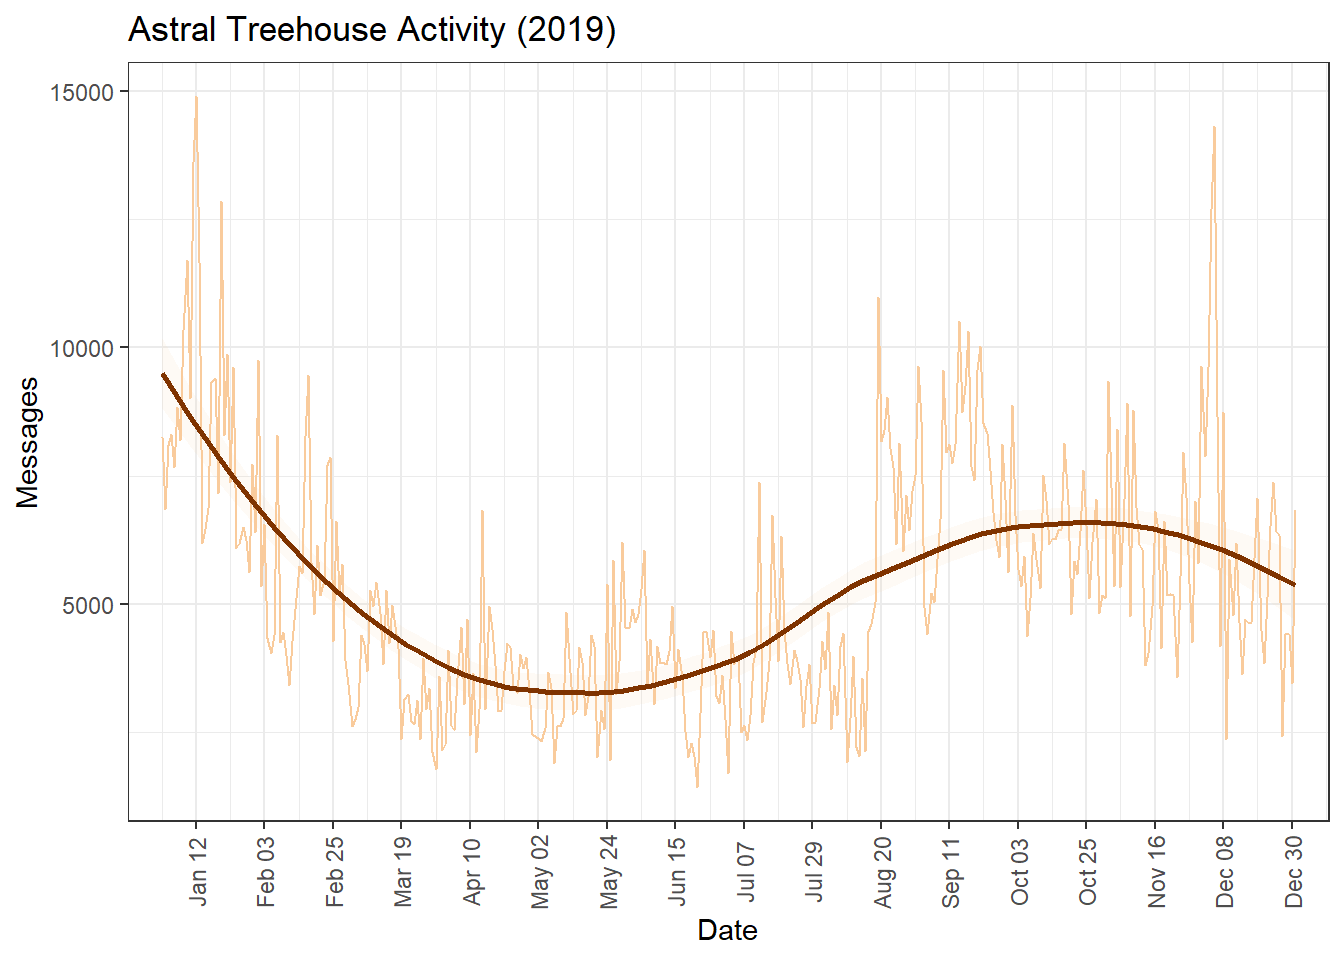 Astral Treehouse Activity (2019)
15000
10000
5000
Messages
Jan 12
Feb 03
Feb 25
Mar 19
Apr 10
May 02
May 24
Jun 15
Jul 07
Jul 29
Aug 20
Sep 11
Oct 03
Oct 25
Nov 16
Dec 08
Dec 30
Date